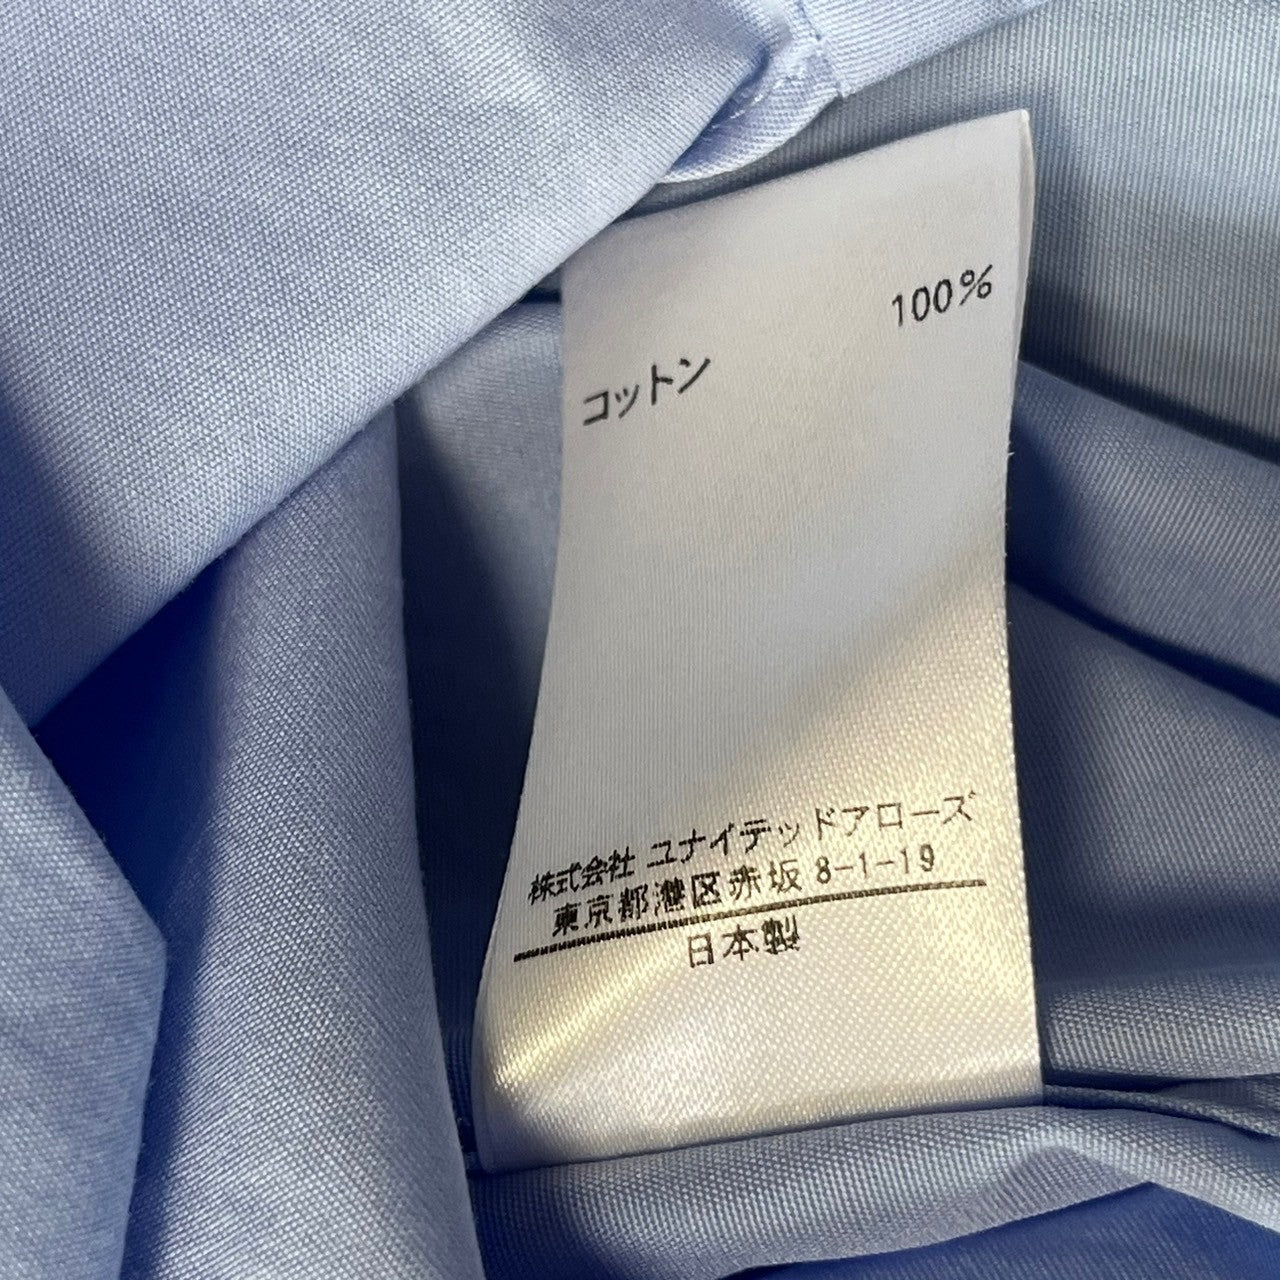 100%
コットン
株式会社 ユナイテッドアローズ
東京都港区赤坂 8-1-19
日本製